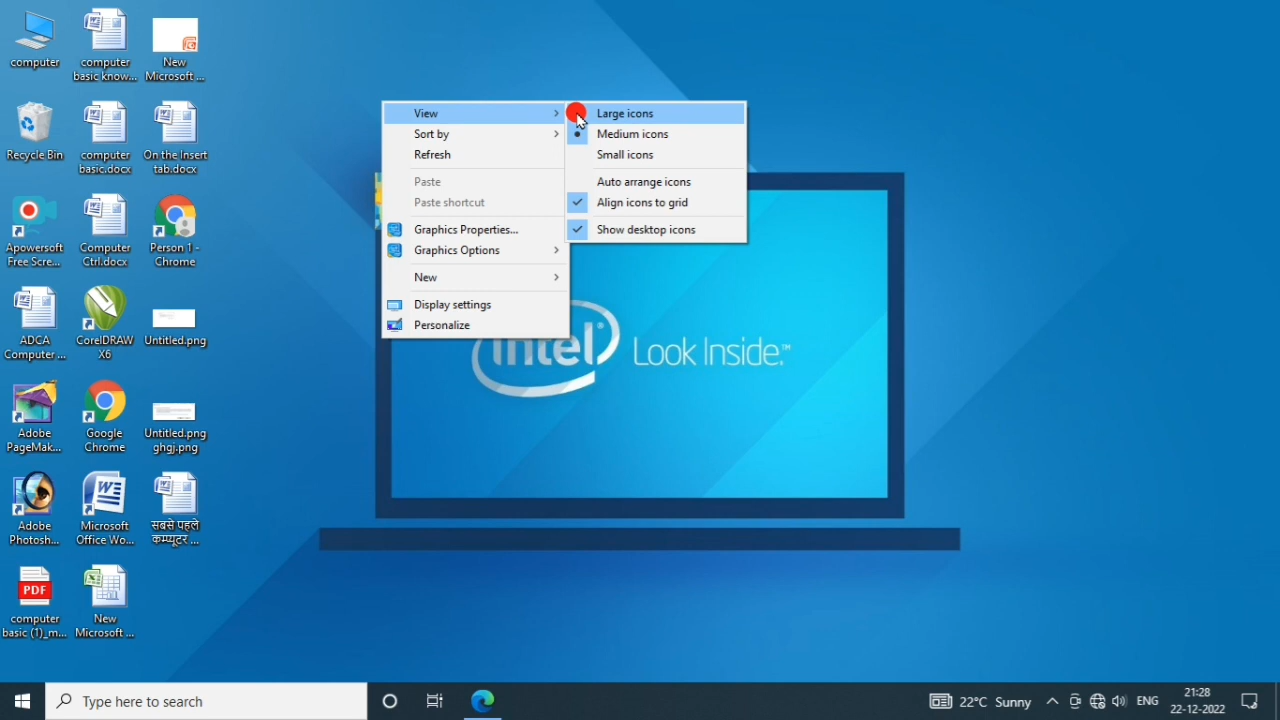 computer
computer
basic know...
New
Microsoft ...
Recycle Bin
computer
basic.docx
On the Insert
tab.docx
Apowersoft
Free Scre...
Computer
Ctrl.docx
Person 1 -
Chrome
ADCA
Computer ...
CorelDRAW
X6
Untitled.png
Adobe
PageMak...
Google
Chrome
Untitled.png
ghgj.png
Adobe
Photosh...
Microsoft
Office Wo...
सबसे पहले
कम्प्यूटर ...
PDF
computer
basic (1)_m...
New
Microsoft ...
View
Sort by
Refresh
Paste
Paste shortcut
Graphics Properties...
Graphics Options
New
Display settings
Personalize
Large icons
Medium icons
Small icons
Auto arrange icons
Align icons to grid
Show desktop icons
intel® Look Inside.™
Type here to search
22°C Sunny
ENG
21:28
22-12-2022